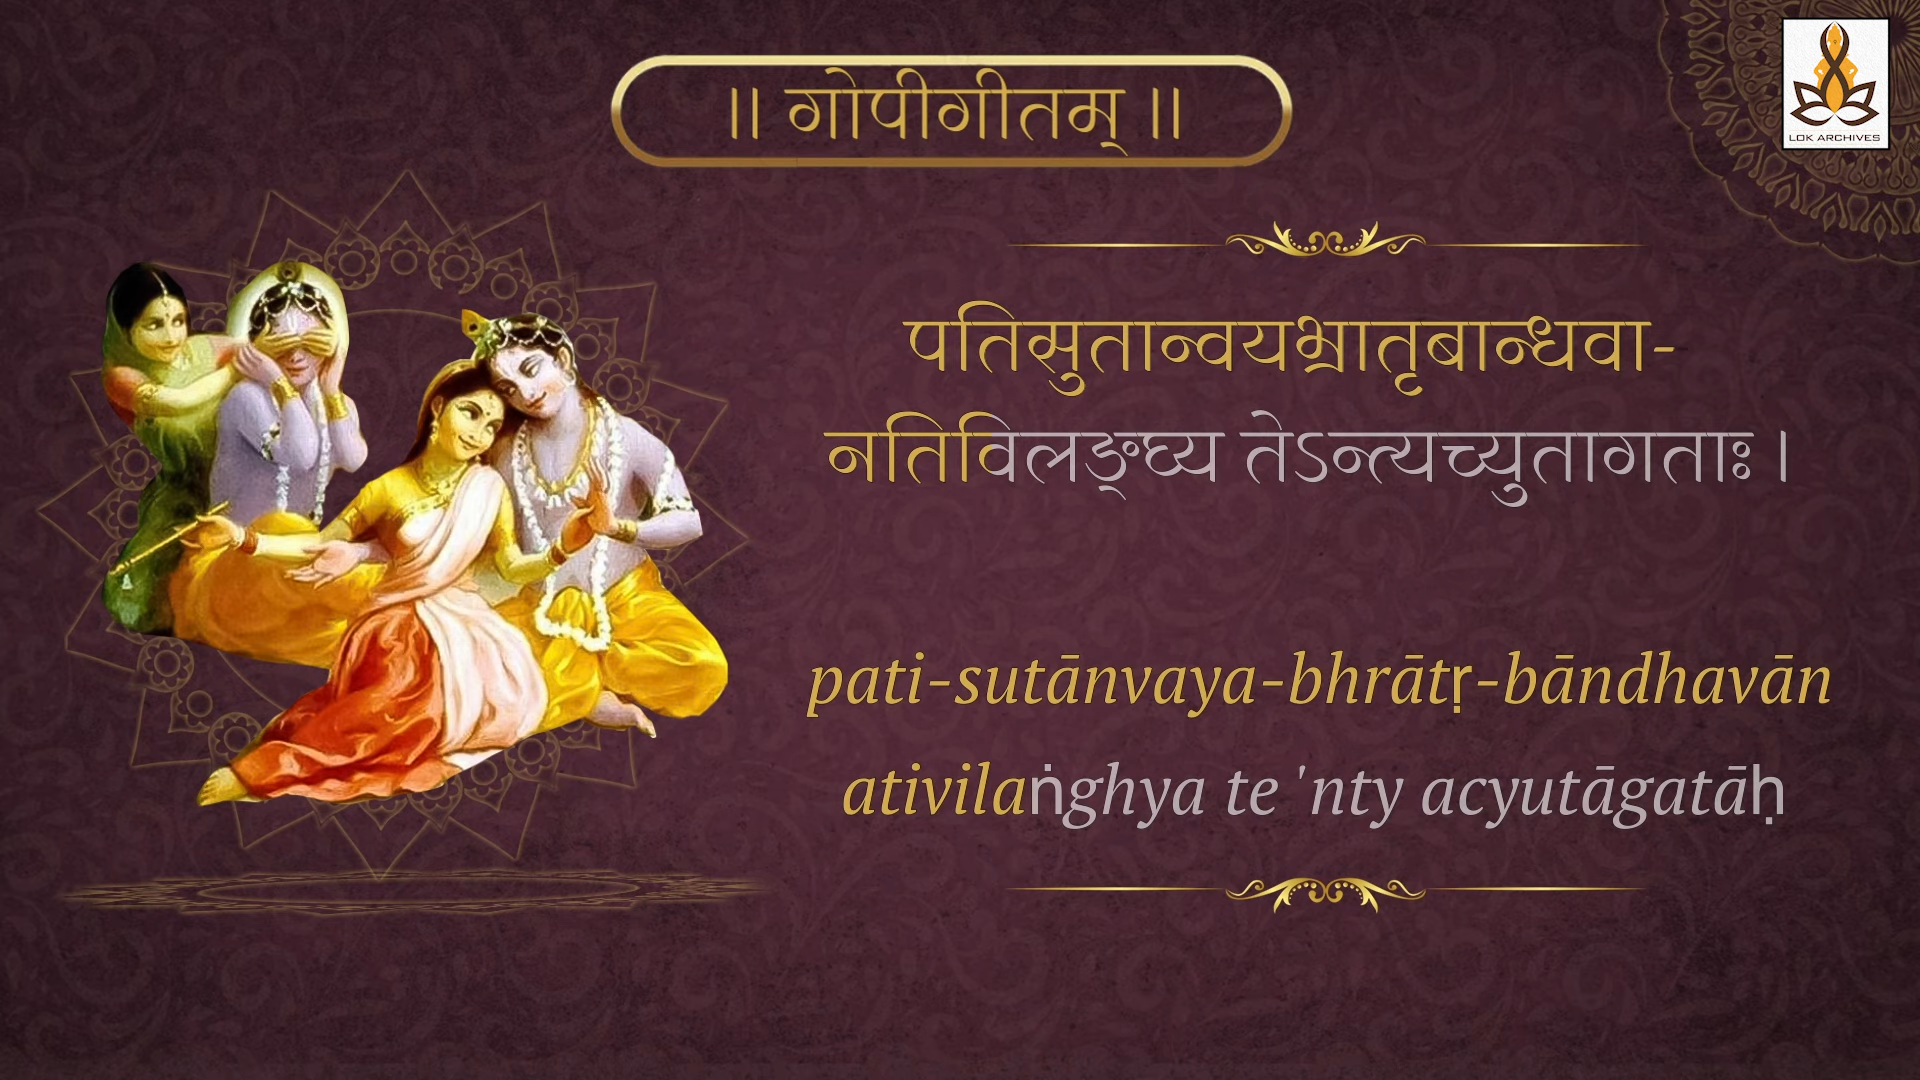 ॥ गोपीगीतम् ॥
LOK ARCHIVES
पतिसुतान्वयभ्रातृबान्धवा-
नतिविलङ्घ्य तेऽन्त्यच्युतागताः ।
pati-sutānvaya-bhrātṛ-bāndhavān
ativilaṅghya te 'nty acyutāgatāḥ